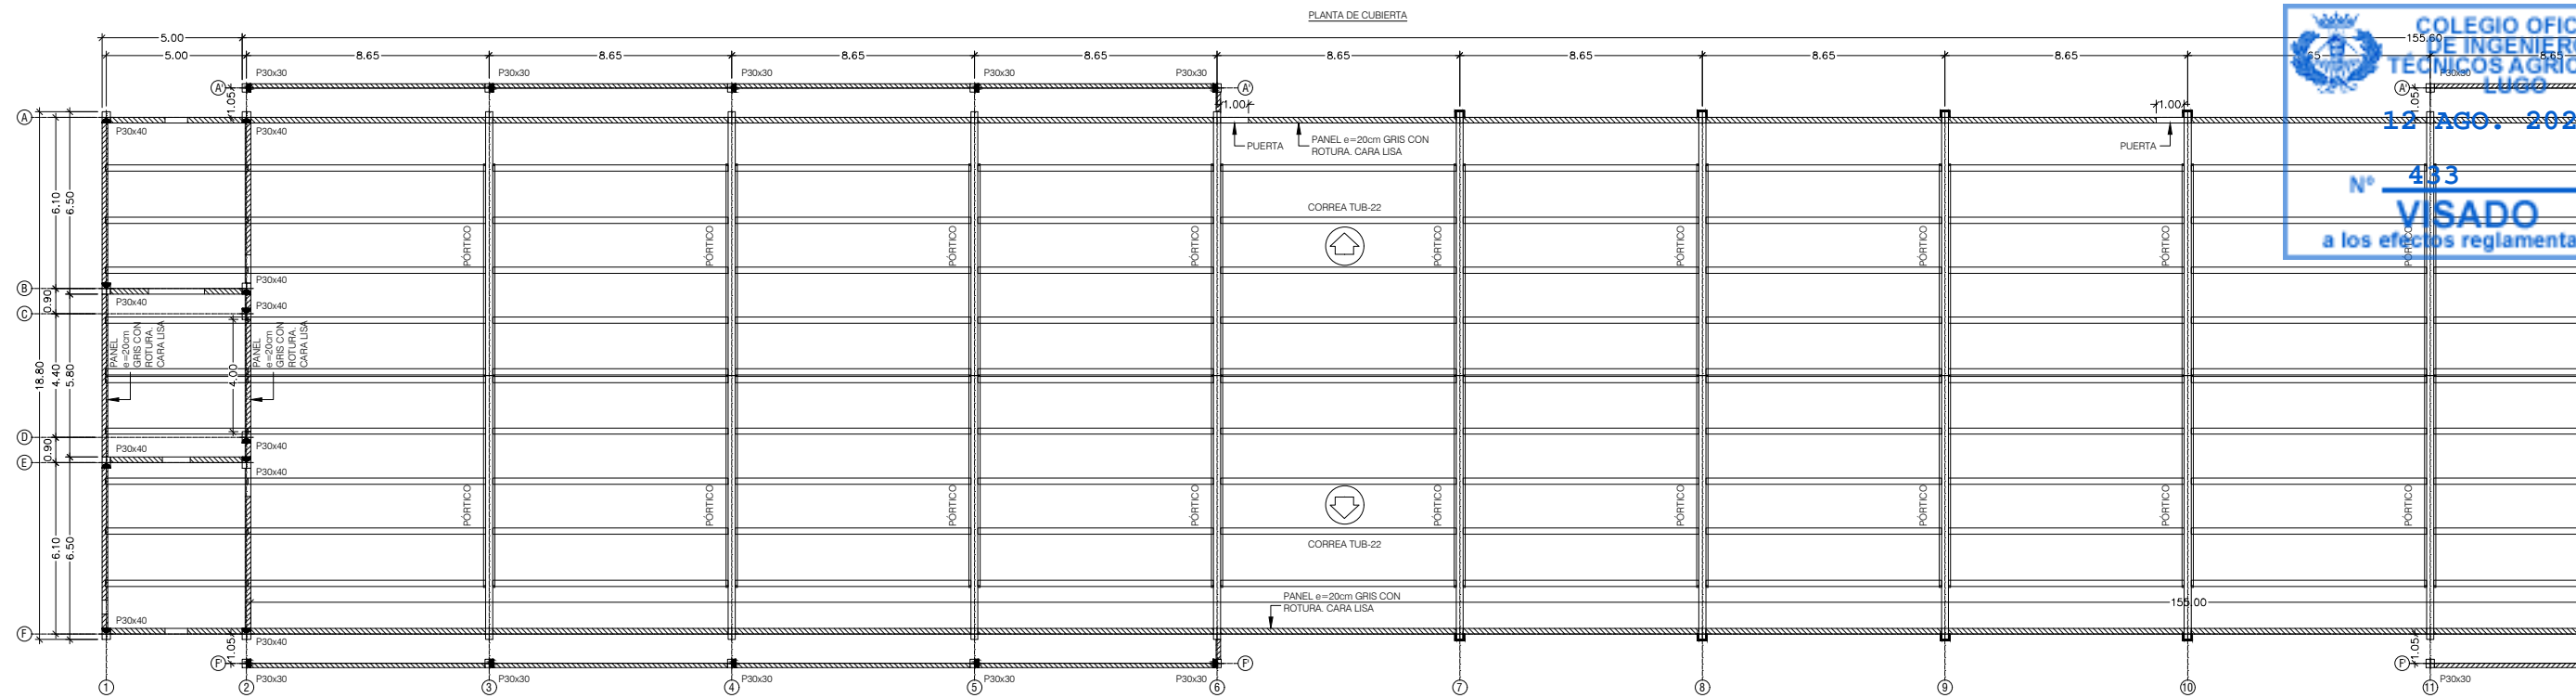 PLANTA DE CUBIERTA
COLEGIO OFIC
DE INGENIERO
TÉCNICOS AGRÍCO
LUGO
12 AGO. 202
Nº 433
VISADO
a los efectos reglamenta
5.00
155.60
5.00
8.65
8.65
8.65
8.65
8.65
8.65
8.65
8.65
P30x30
P30x30
P30x30
P30x30
P30x30
P30x30
A'
A'
A'
1.05
1.00
1.00
1.05
A
P30x40
P30x40
PUERTA
PANEL e=20cm GRIS CON
ROTURA. CARA LISA
PUERTA
6.10
6.50
CORREA TUB-22
PÓRTICO
PÓRTICO
PÓRTICO
PÓRTICO
PÓRTICO
PÓRTICO
PÓRTICO
PÓRTICO
PÓRTICO
B
P30x40
P30x40
0.90
C
P30x40
PANEL
e=20cm
GRIS CON
ROTURA.
CARA LISA
PANEL
e=20cm
GRIS CON
ROTURA.
CARA LISA
18.80
4.40
5.80
4.00
D
P30x40
P30x40
0.90
E
P30x40
PÓRTICO
PÓRTICO
PÓRTICO
PÓRTICO
PÓRTICO
PÓRTICO
PÓRTICO
PÓRTICO
PÓRTICO
6.10
6.50
CORREA TUB-22
PANEL e=20cm GRIS CON
ROTURA. CARA LISA
155.00
P30x40
F
P30x40
1.05
1.05
F'
F'
F'
P30x30
P30x30
P30x30
P30x30
P30x30
P30x30
1
2
3
4
5
6
7
8
9
10
11